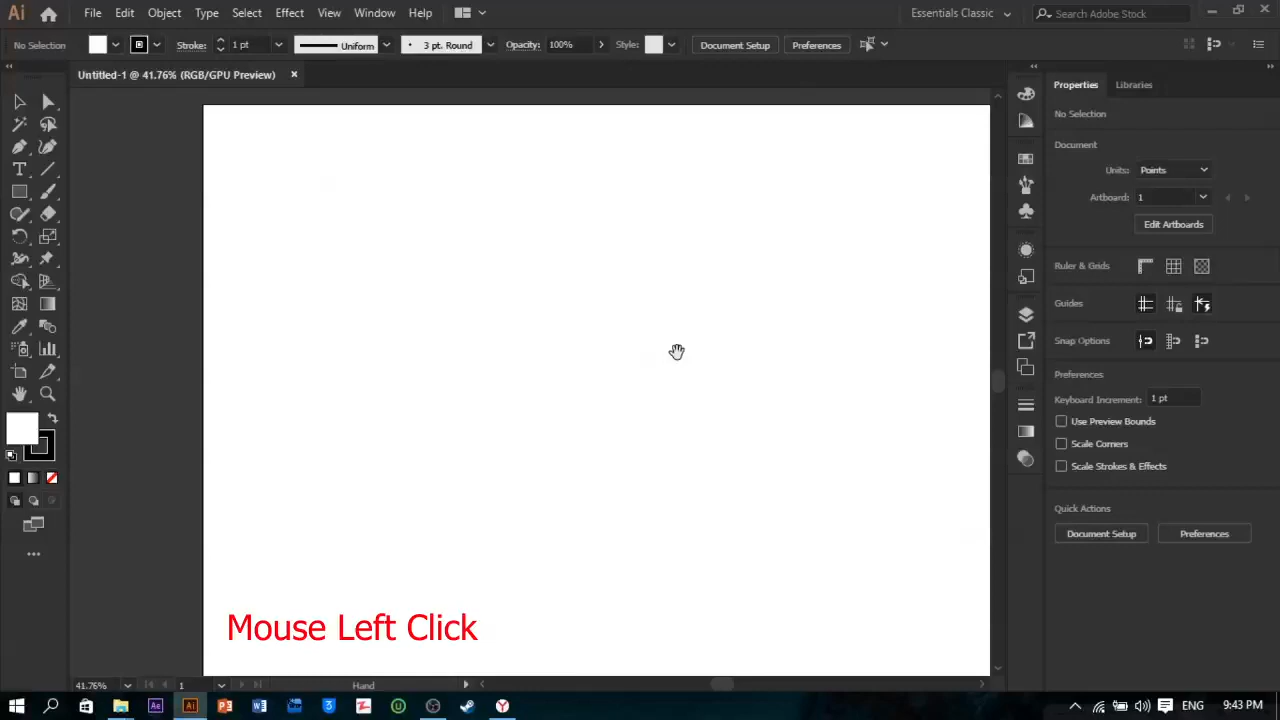 Ai File Edit Object Type Select Effect View Window Help Essentials Classic Search Adobe Stock
No Selection Stroke: 1 pt Uniform 3 pt. Round Opacity: 100% Style: Document Setup Preferences
Untitled-1 @ 41.76% (RGB/GPU Preview)
Properties Libraries
No Selection
Document
Units: Points
Artboard: 1
Edit Artboards
Ruler & Grids
Guides
Snap Options
Preferences
Keyboard Increment: 1 pt
Use Preview Bounds
Scale Corners
Scale Strokes & Effects
Quick Actions
Document Setup Preferences
Mouse Left Click
41.76% 1 Hand
Ae Ai ENG 9:43 PM